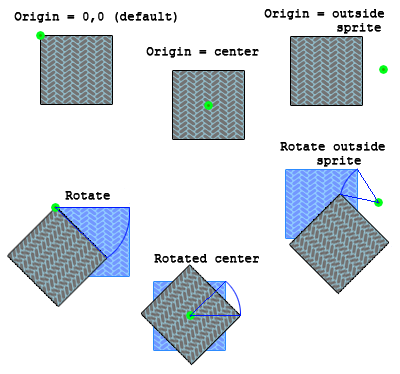 Origin = 0,0 (default)
Origin = center
Origin = outside
sprite
Rotate
Rotated center
Rotate outside
sprite